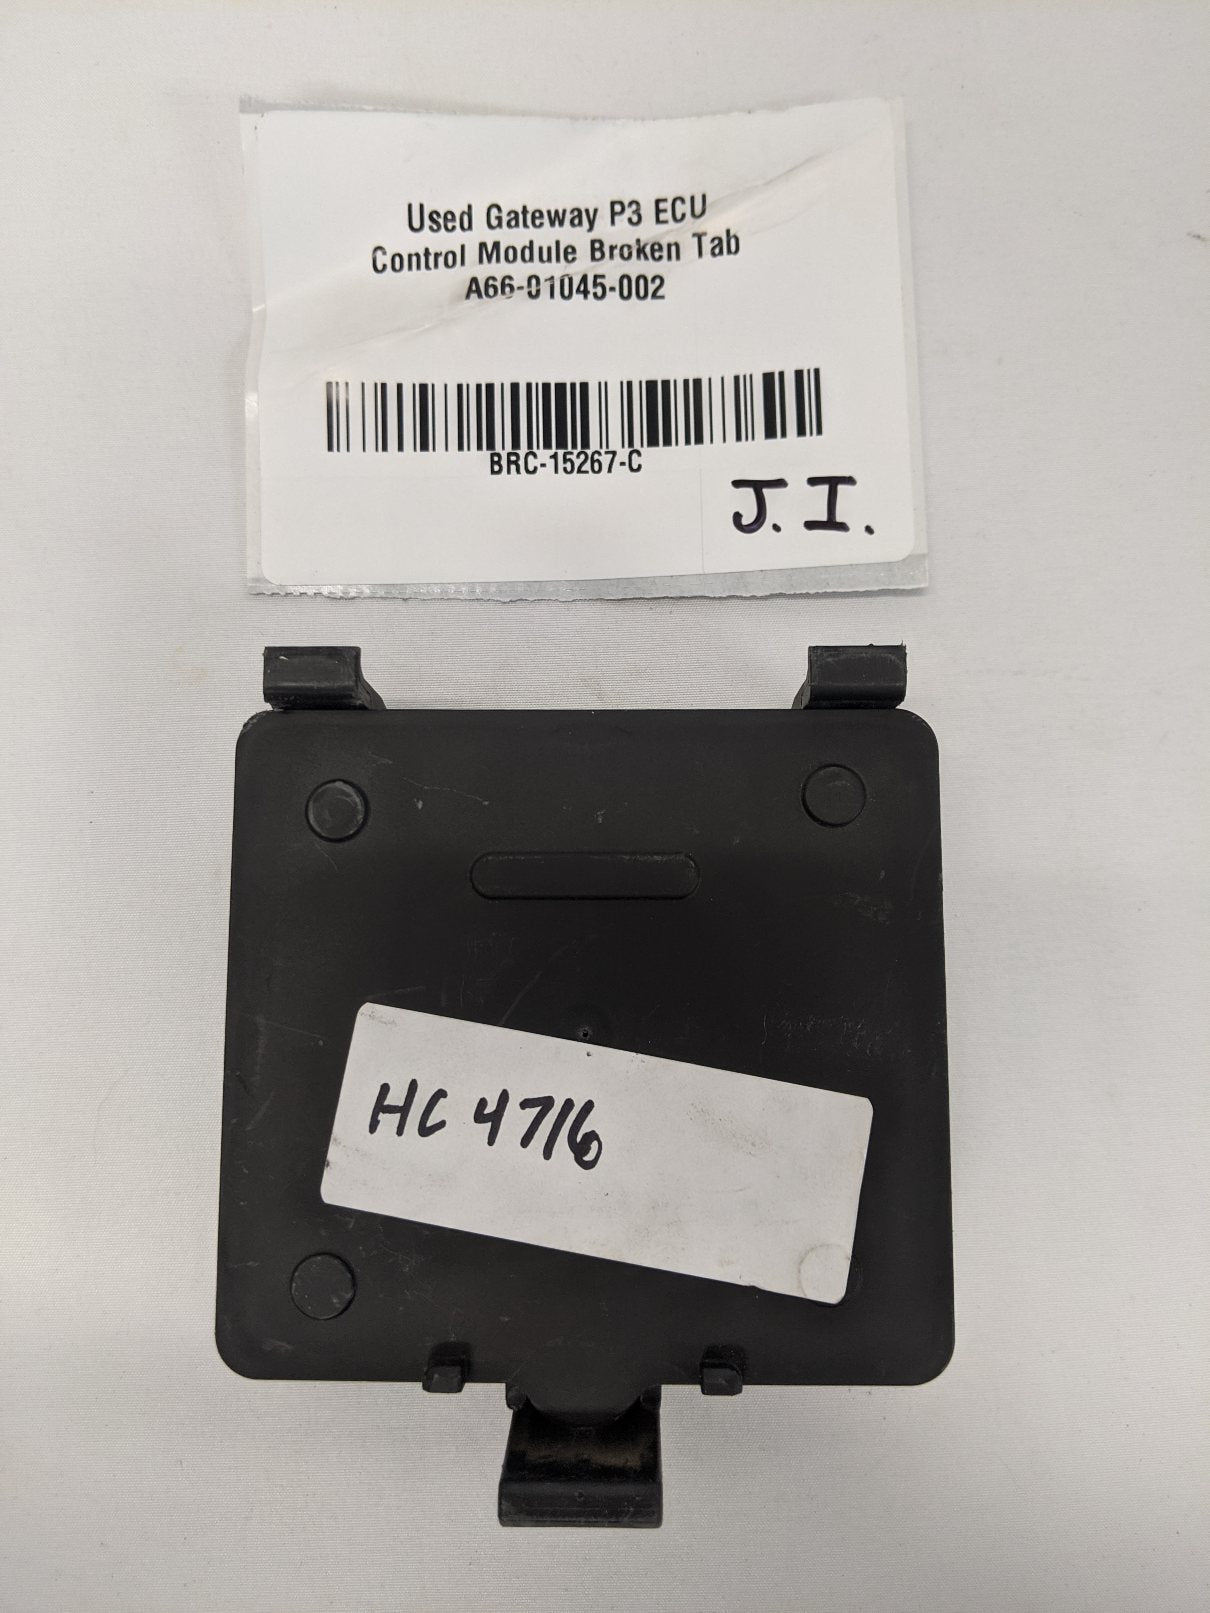 Used Gateway P3 ECU
Control Module Broken Tab
A66-01045-002
BRC-15267-C
J.I.
HC 4716